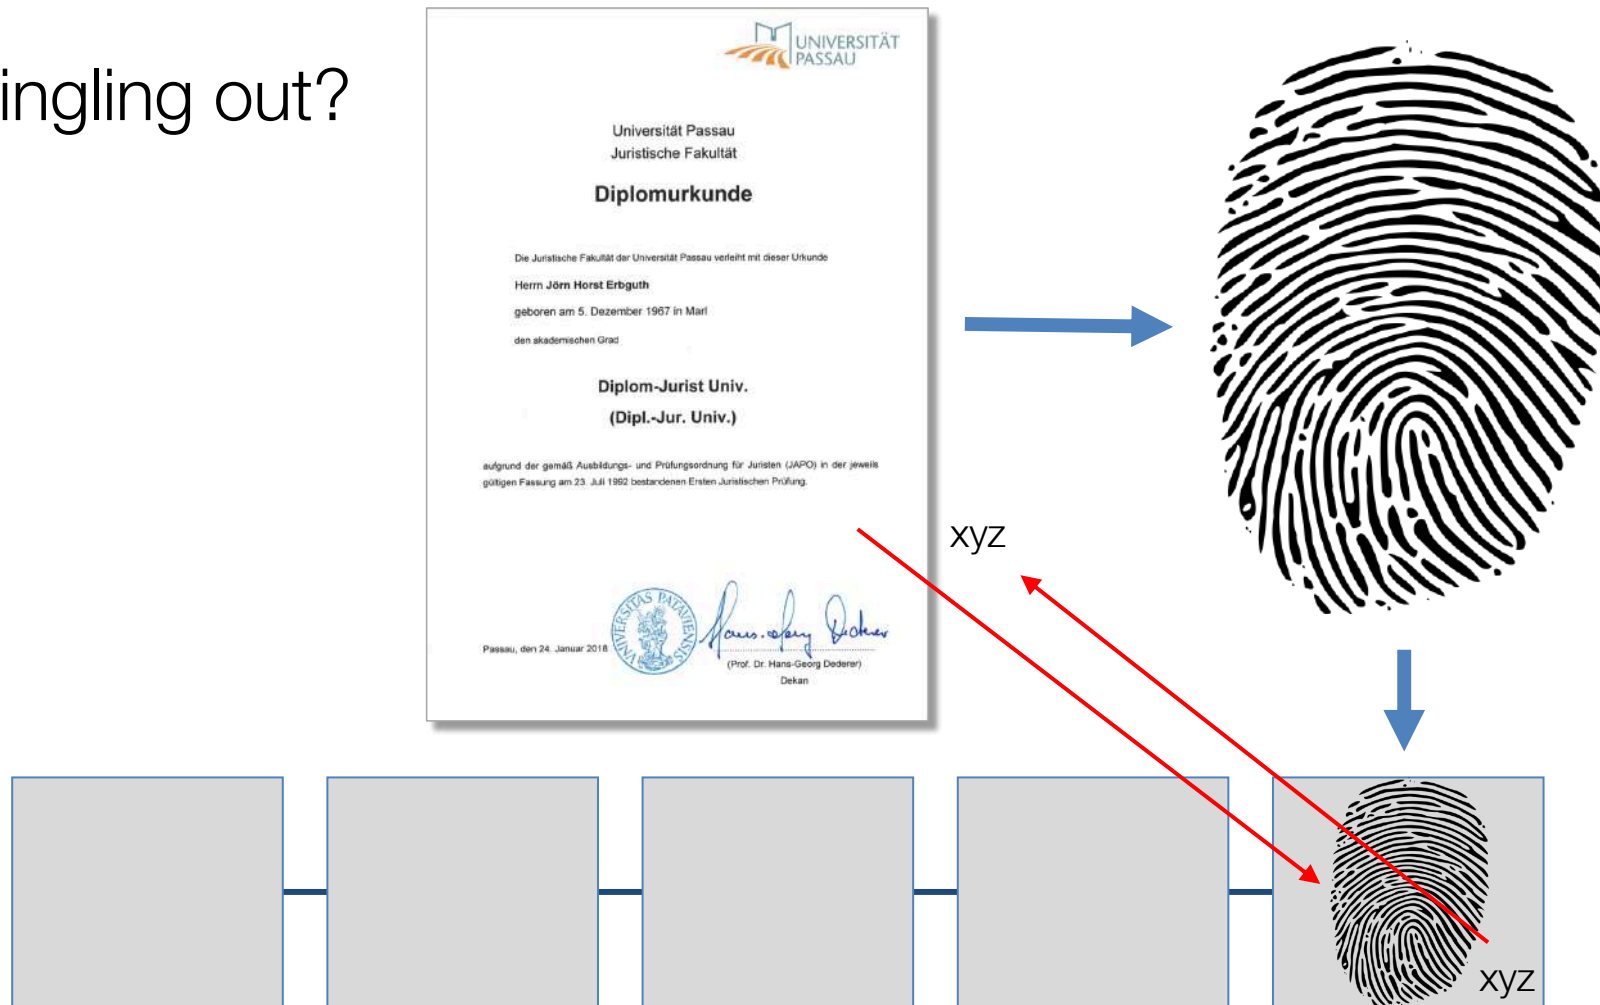 ingling out?
UNIVERSITÄT
PASSAU
Universität Passau
Juristische Fakultät
Diplomurkunde
Die Juristische Fakultät der Universität Passau verleiht mit dieser Urkunde
Herrn Jörn Horst Erbguth
geboren am 5. Dezember 1967 in Marl
den akademischen Grad
Diplom-Jurist Univ.
(Dipl.-Jur. Univ.)
aufgrund der gemäß Ausbildungs- und Prüfungsordnung für Juristen (JAPO) in der jeweils
gültigen Fassung am 23. Juli 1992 bestandenen Ersten Juristischen Prüfung.
xyz
UNIVERSITAS PATAVIENSIS
Passau, den 24. Januar 2018
(Prof. Dr. Hans-Georg Dederer)
Dekan
xyz